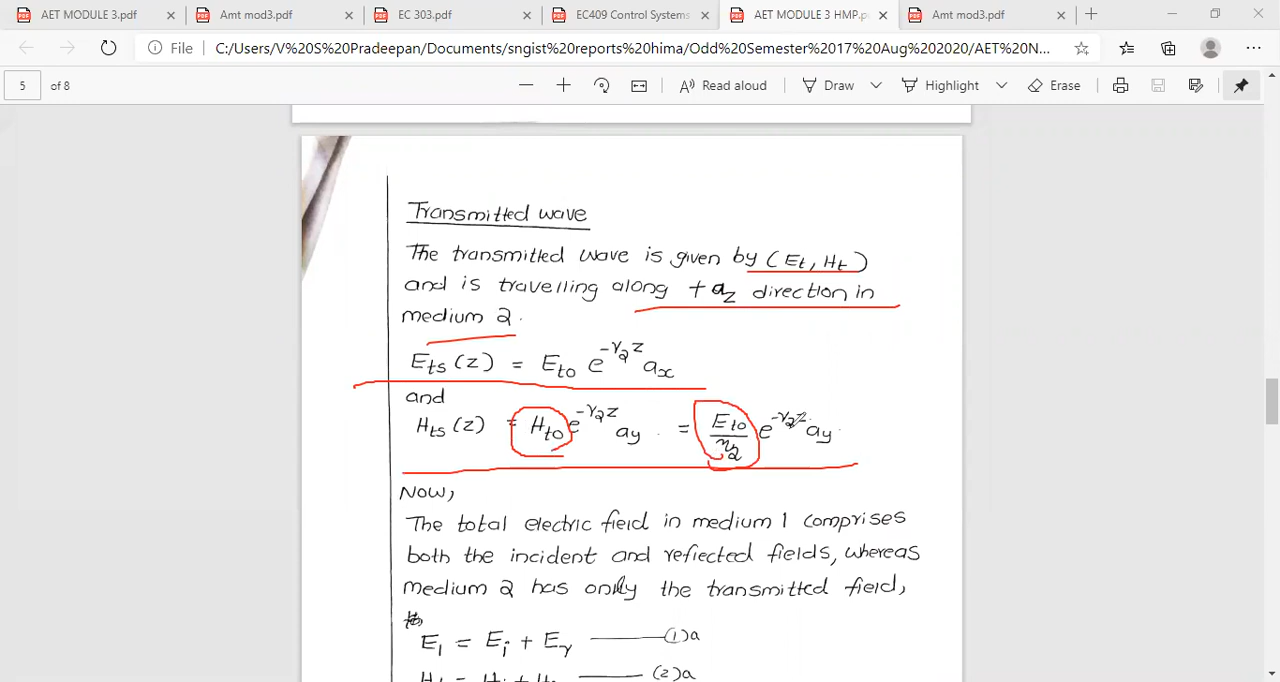 AET MODULE 3.pdf
Amt mod3.pdf
EC 303.pdf
EC409 Control Systems
AET MODULE 3 HMP.p
Amt mod3.pdf
File
C:/Users/V%20S%20Pradeepan/Documents/sngist%20reports%20hima/Odd%20Semester%2017%20Aug%202020/AET%20N...
5
of 8
Read aloud
Draw
Highlight
Erase
Transmitted wave
The transmitted wave is given by (Et, Ht)
and is travelling along +az direction in
medium 2.
Ets (z) = Eto e^-γ2z ax
and
Hts (z) = Hto e^-γ2z ay = Eto/η2 e^-γ2z ay
Now,
The total electric field in medium 1 comprises
both the incident and reflected fields, whereas
medium 2 has only the transmitted field,
E1 = Ei + Er ——— (1)a
——— (2)a